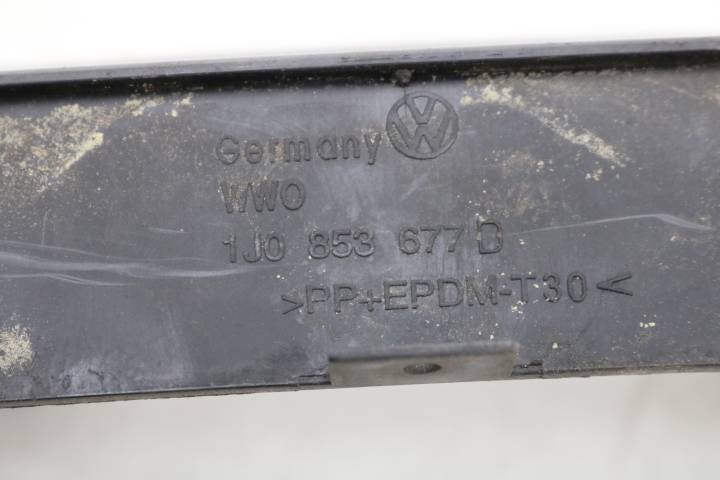 Germany
WWO
1J0 853 677 D
>PP+EPDM-T30<